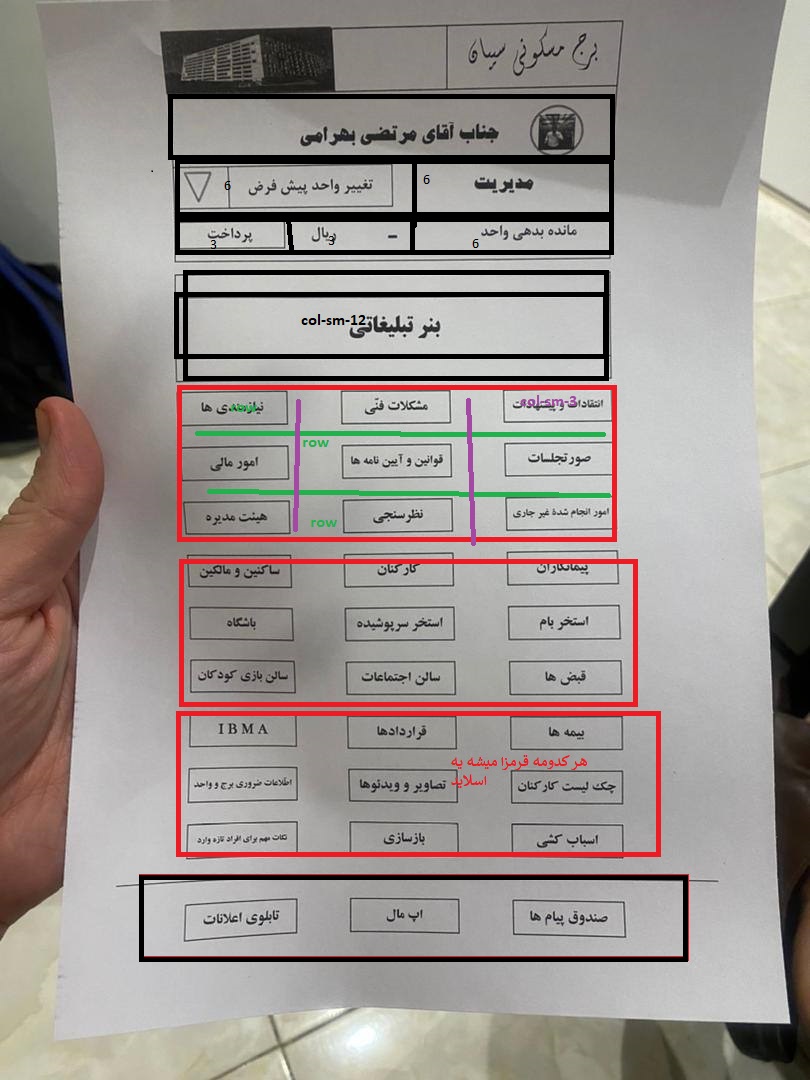 برج مسکونی سیبان
جناب آقای مرتضی بهرامی
مدیریت
6
تغییر واحد پیش فرض
6
مانده بدهی واحد
6
-
ریال
3
پرداخت
3
بنر تبلیغاتی
col-sm-12
انتقادات و پیشنهادات
col-sm-3
مشکلات فنّی
نیازمندی ها
row
row
صورتجلسات
قوانین و آیین نامه ها
امور مالی
امور انجام شدهٔ غیر جاری
نظرسنجی
هیئت مدیره
row
پیمانکاران
کارکنان
ساکنین و مالکین
استخر بام
استخر سرپوشیده
باشگاه
قبض ها
سالن اجتماعات
سالن بازی کودکان
بیمه ها
قراردادها
IBMA
هر کدومه قرمزا میشه یه
اسلاید
چک لیست کارکنان
تصاویر و ویدئوها
اطلاعات ضروری برج و واحد
اسباب کشی
بازسازی
نکات مهم برای افراد تازه وارد
صندوق پیام ها
اپ مال
تابلوی اعلانات